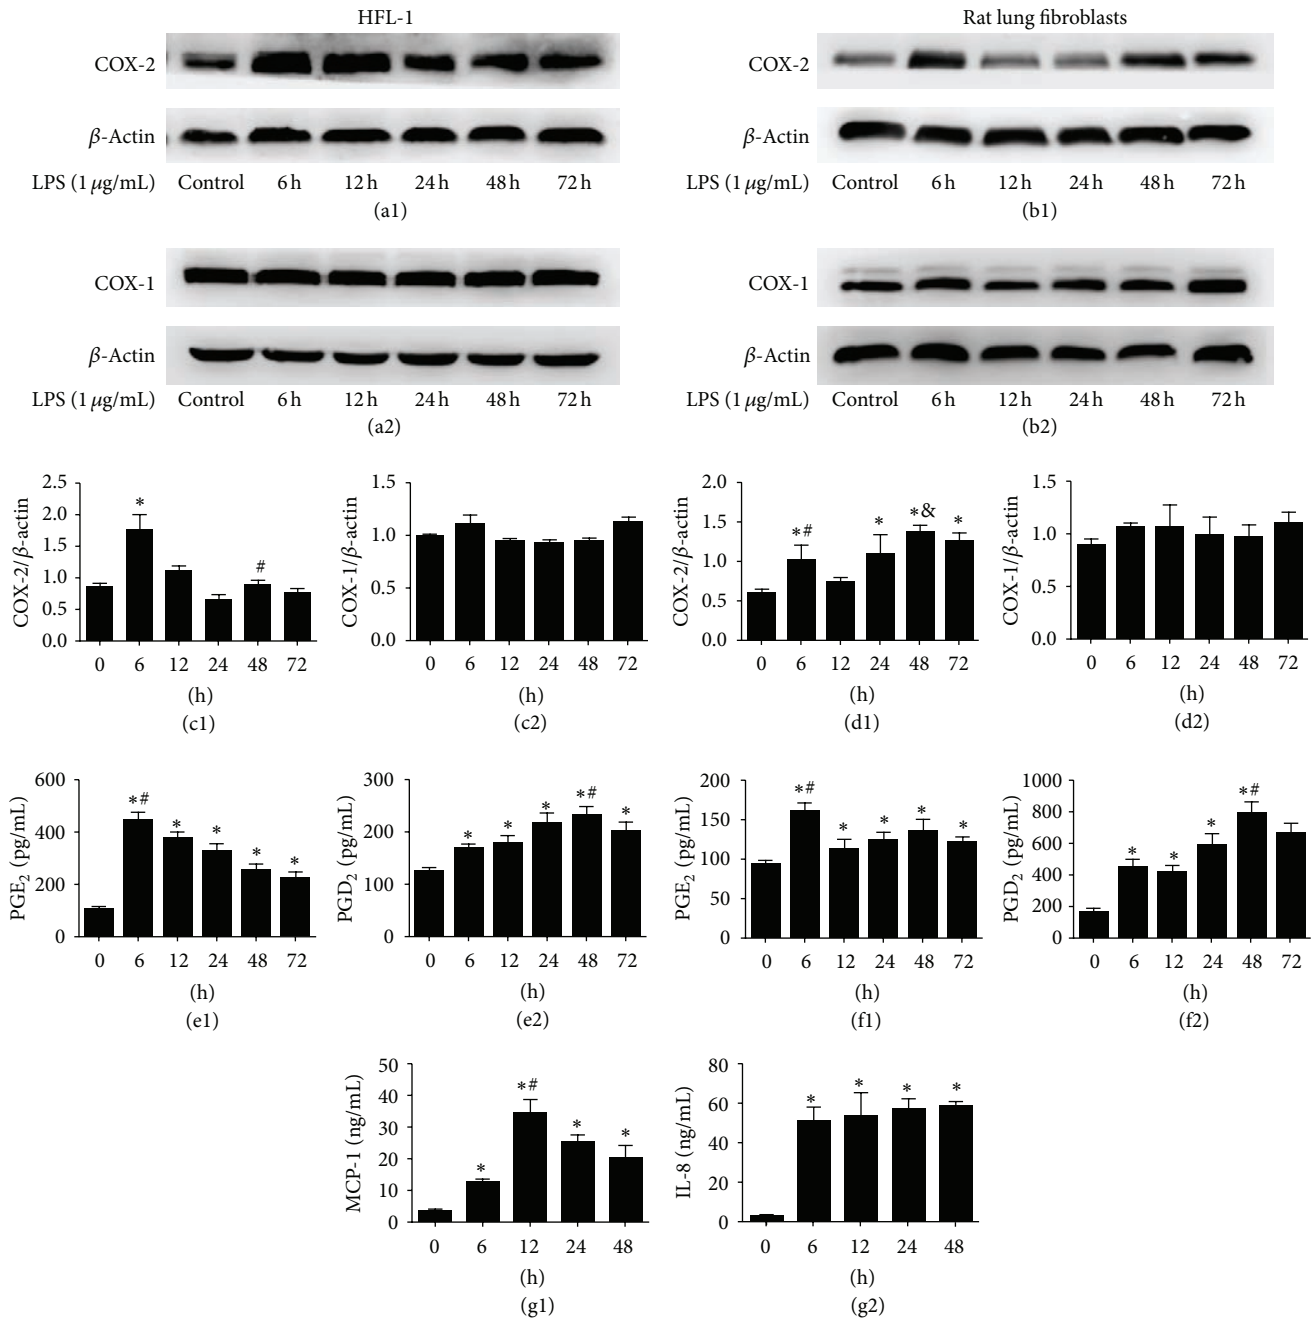 HFL-1 Rat lung fibroblasts
COX-2 COX-2
β-Actin β-Actin
LPS (1 μg/mL) Control 6 h 12 h 24 h 48 h 72 h LPS (1 μg/mL) Control 6 h 12 h 24 h 48 h 72 h
(a1) (b1)
COX-1 COX-1
β-Actin β-Actin
LPS (1 μg/mL) Control 6 h 12 h 24 h 48 h 72 h LPS (1 μg/mL) Control 6 h 12 h 24 h 48 h 72 h
(a2) (b2)
COX-2/β-actin
2.5
2.0
1.5
1.0
0.5
0.0
* #
0 6 12 24 48 72
(h)
(c1)
COX-1/β-actin
1.5
1.0
0.5
0.0
0 6 12 24 48 72
(h)
(c2)
COX-2/β-actin
2.0
1.5
1.0
0.5
0.0
*# * *& *
0 6 12 24 48 72
(h)
(d1)
COX-1/β-actin
1.5
1.0
0.5
0.0
0 6 12 24 48 72
(h)
(d2)
PGE2 (pg/mL)
600
400
200
0
*# * * * *
0 6 12 24 48 72
(h)
(e1)
PGD2 (pg/mL)
300
200
100
0
* * * *# *
0 6 12 24 48 72
(h)
(e2)
PGE2 (pg/mL)
200
150
100
50
0
*# * * * *
0 6 12 24 48 72
(h)
(f1)
PGD2 (pg/mL)
1000
800
600
400
200
0
* * * *#
0 6 12 24 48 72
(h)
(f2)
MCP-1 (ng/mL)
50
40
30
20
10
0
* *# * *
0 6 12 24 48
(h)
(g1)
IL-8 (ng/mL)
80
60
40
20
0
* * * *
0 6 12 24 48
(h)
(g2)